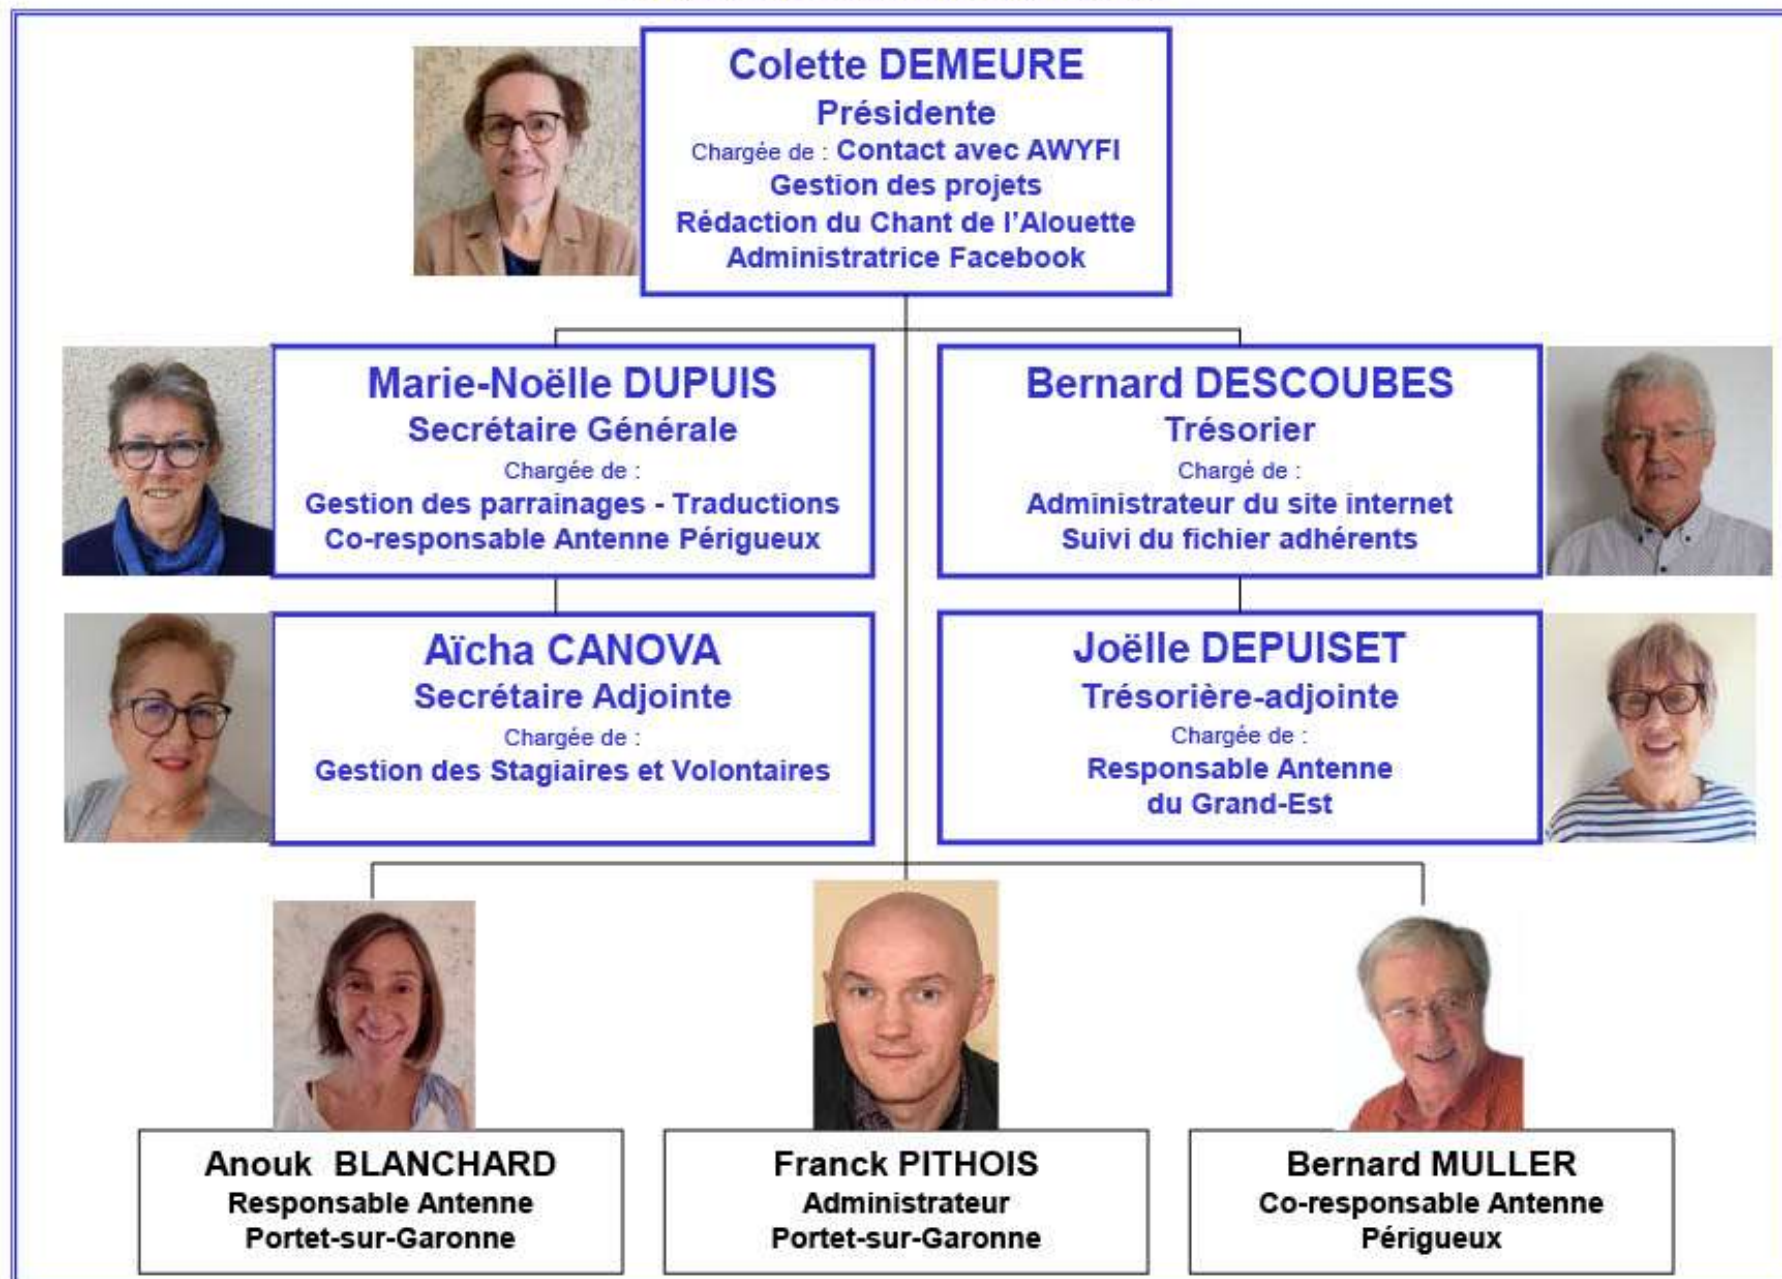 Colette DEMEURE
Présidente
Chargée de : Contact avec AWYFI
Gestion des projets
Rédaction du Chant de l'Alouette
Administratrice Facebook
Marie-Noëlle DUPUIS
Secrétaire Générale
Chargée de :
Gestion des parrainages - Traductions
Co-responsable Antenne Périgueux
Bernard DESCOUBES
Trésorier
Chargé de :
Administrateur du site internet
Suivi du fichier adhérents
Aïcha CANOVA
Secrétaire Adjointe
Chargée de :
Gestion des Stagiaires et Volontaires
Joëlle DEPUISET
Trésorière-adjointe
Chargée de :
Responsable Antenne
du Grand-Est
Anouk BLANCHARD
Responsable Antenne
Portet-sur-Garonne
Franck PITHOIS
Administrateur
Portet-sur-Garonne
Bernard MULLER
Co-responsable Antenne
Périgueux